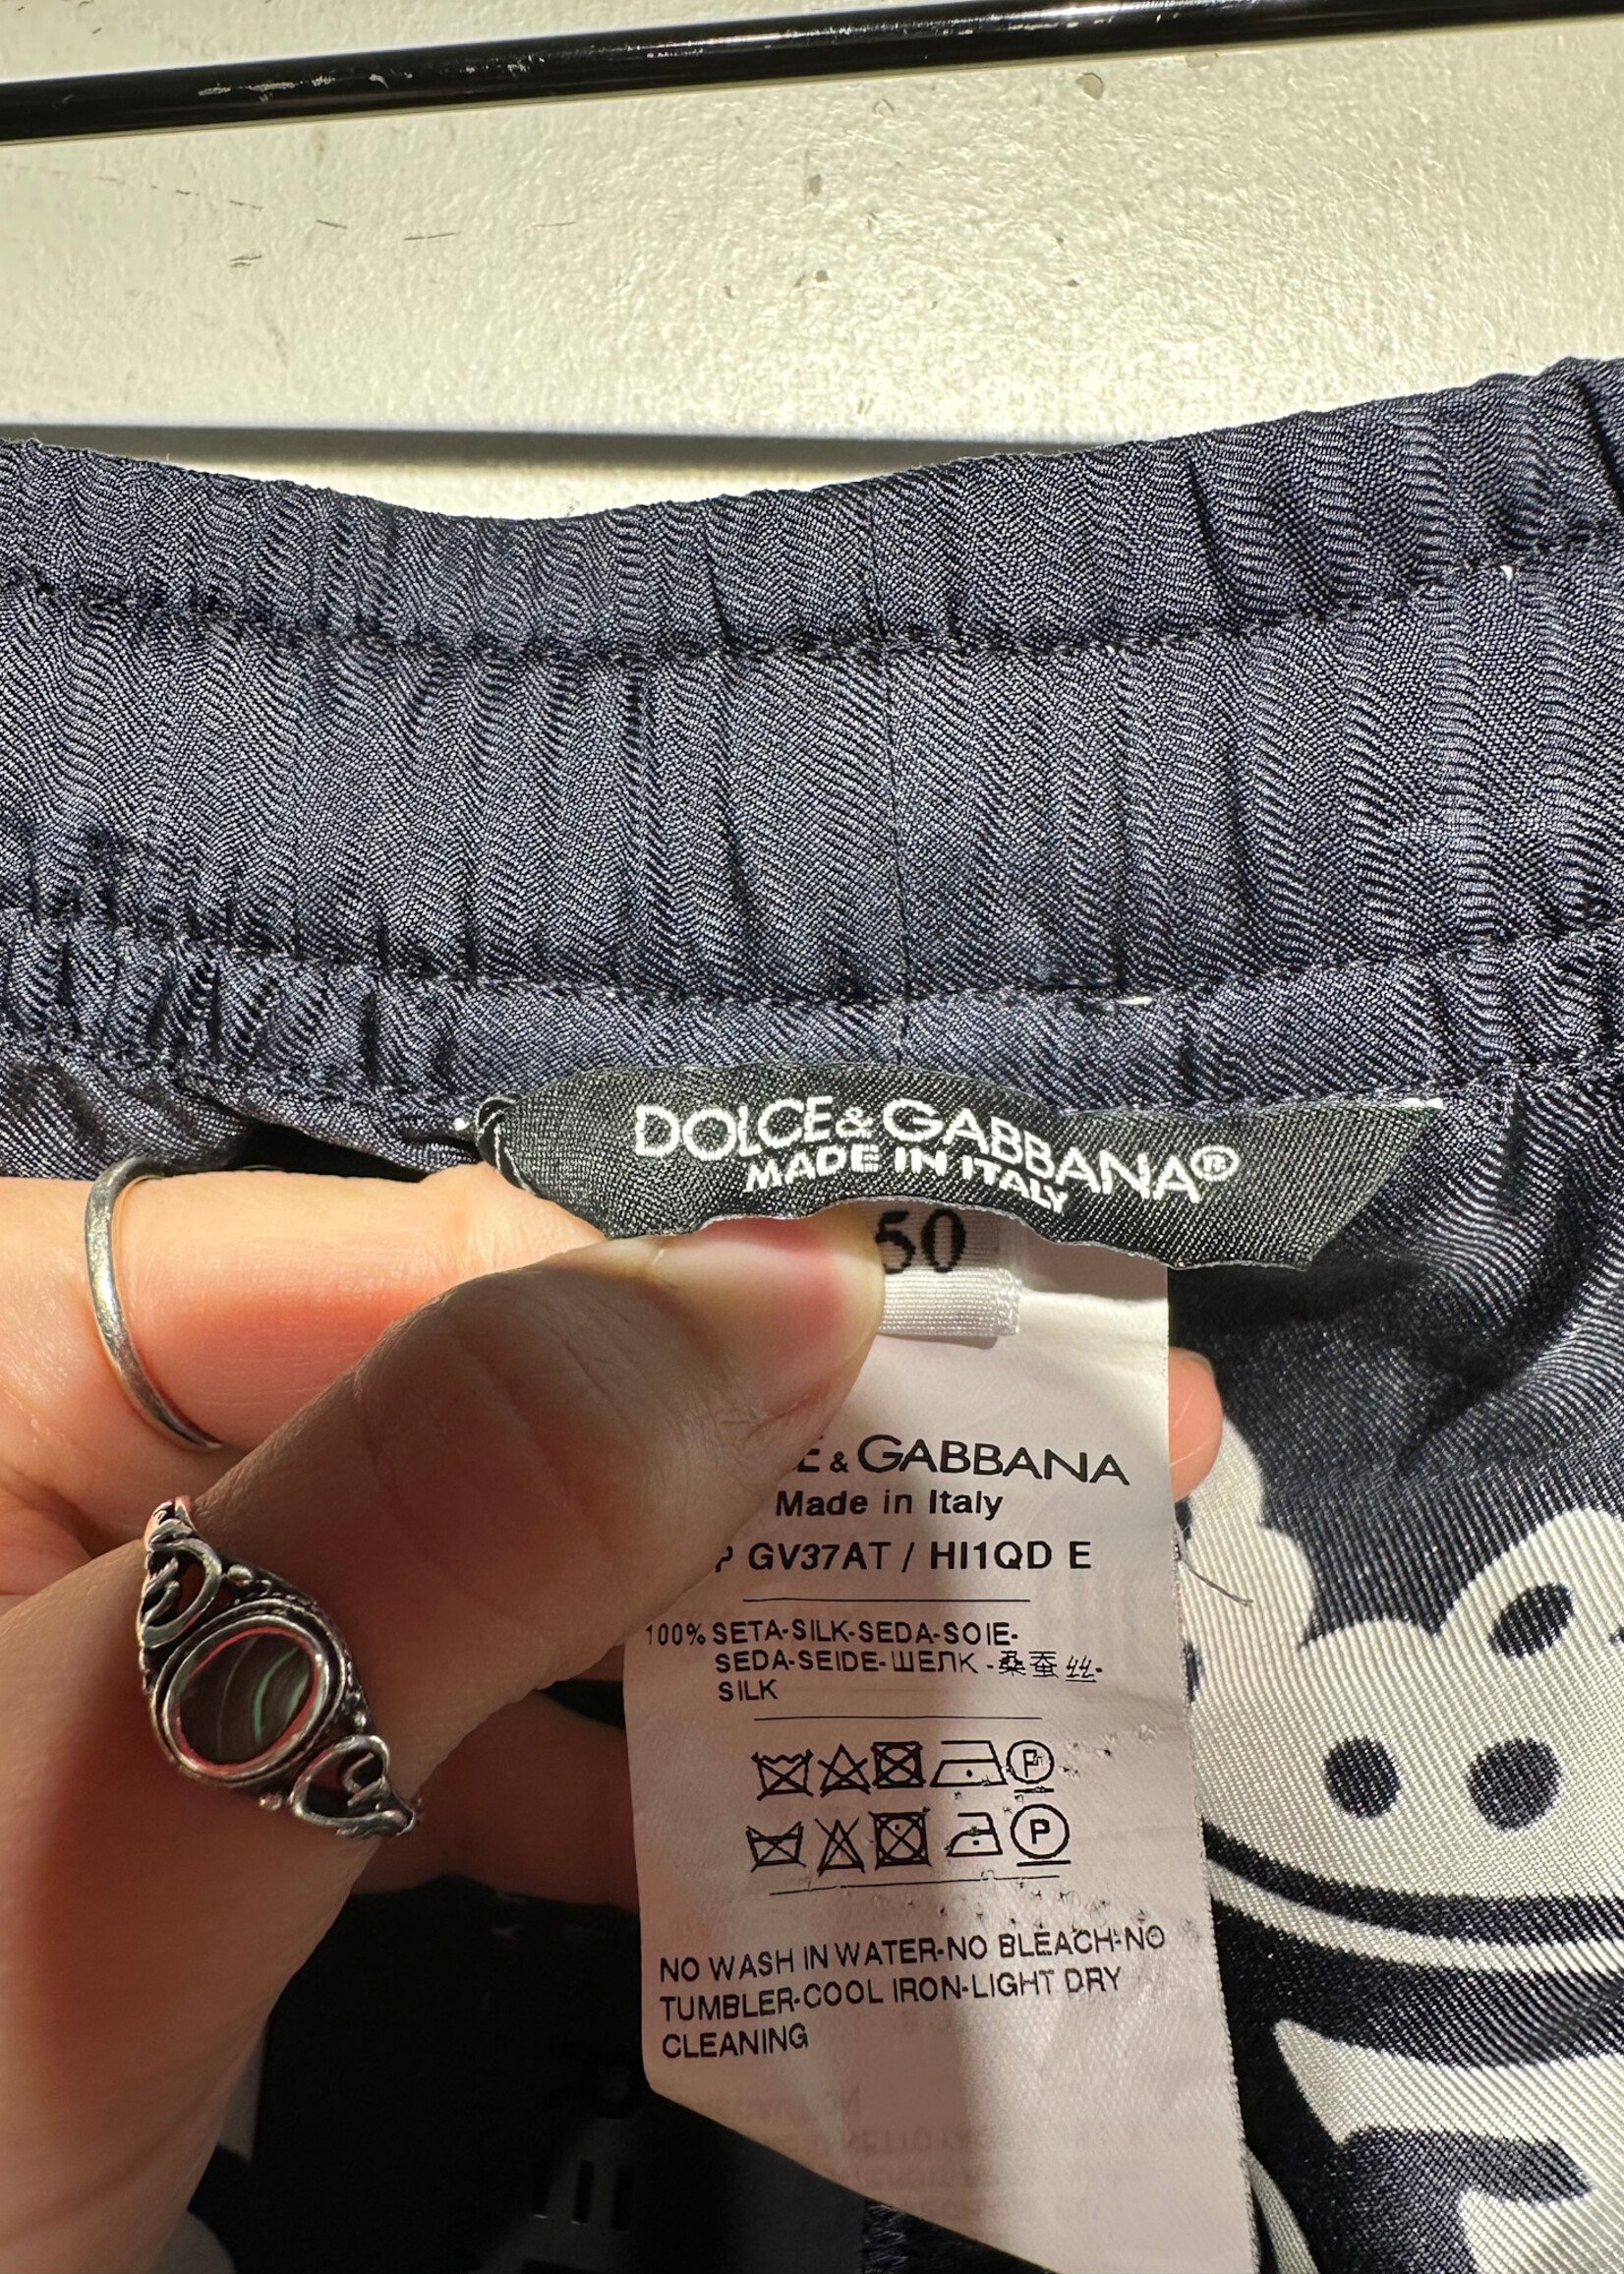 DOLCE & GABBANA®
MADE IN ITALY
50
& GABBANA
Made in Italy
GV37AT / HI1QD E
100% SETA-SILK-SEDA-SOIE-
SEDA-SEIDE-ШЕЛК-桑蚕丝-
SILK
P
P
NO WASH IN WATER-NO BLEACH-NO
TUMBLER-COOL IRON-LIGHT DRY
CLEANING